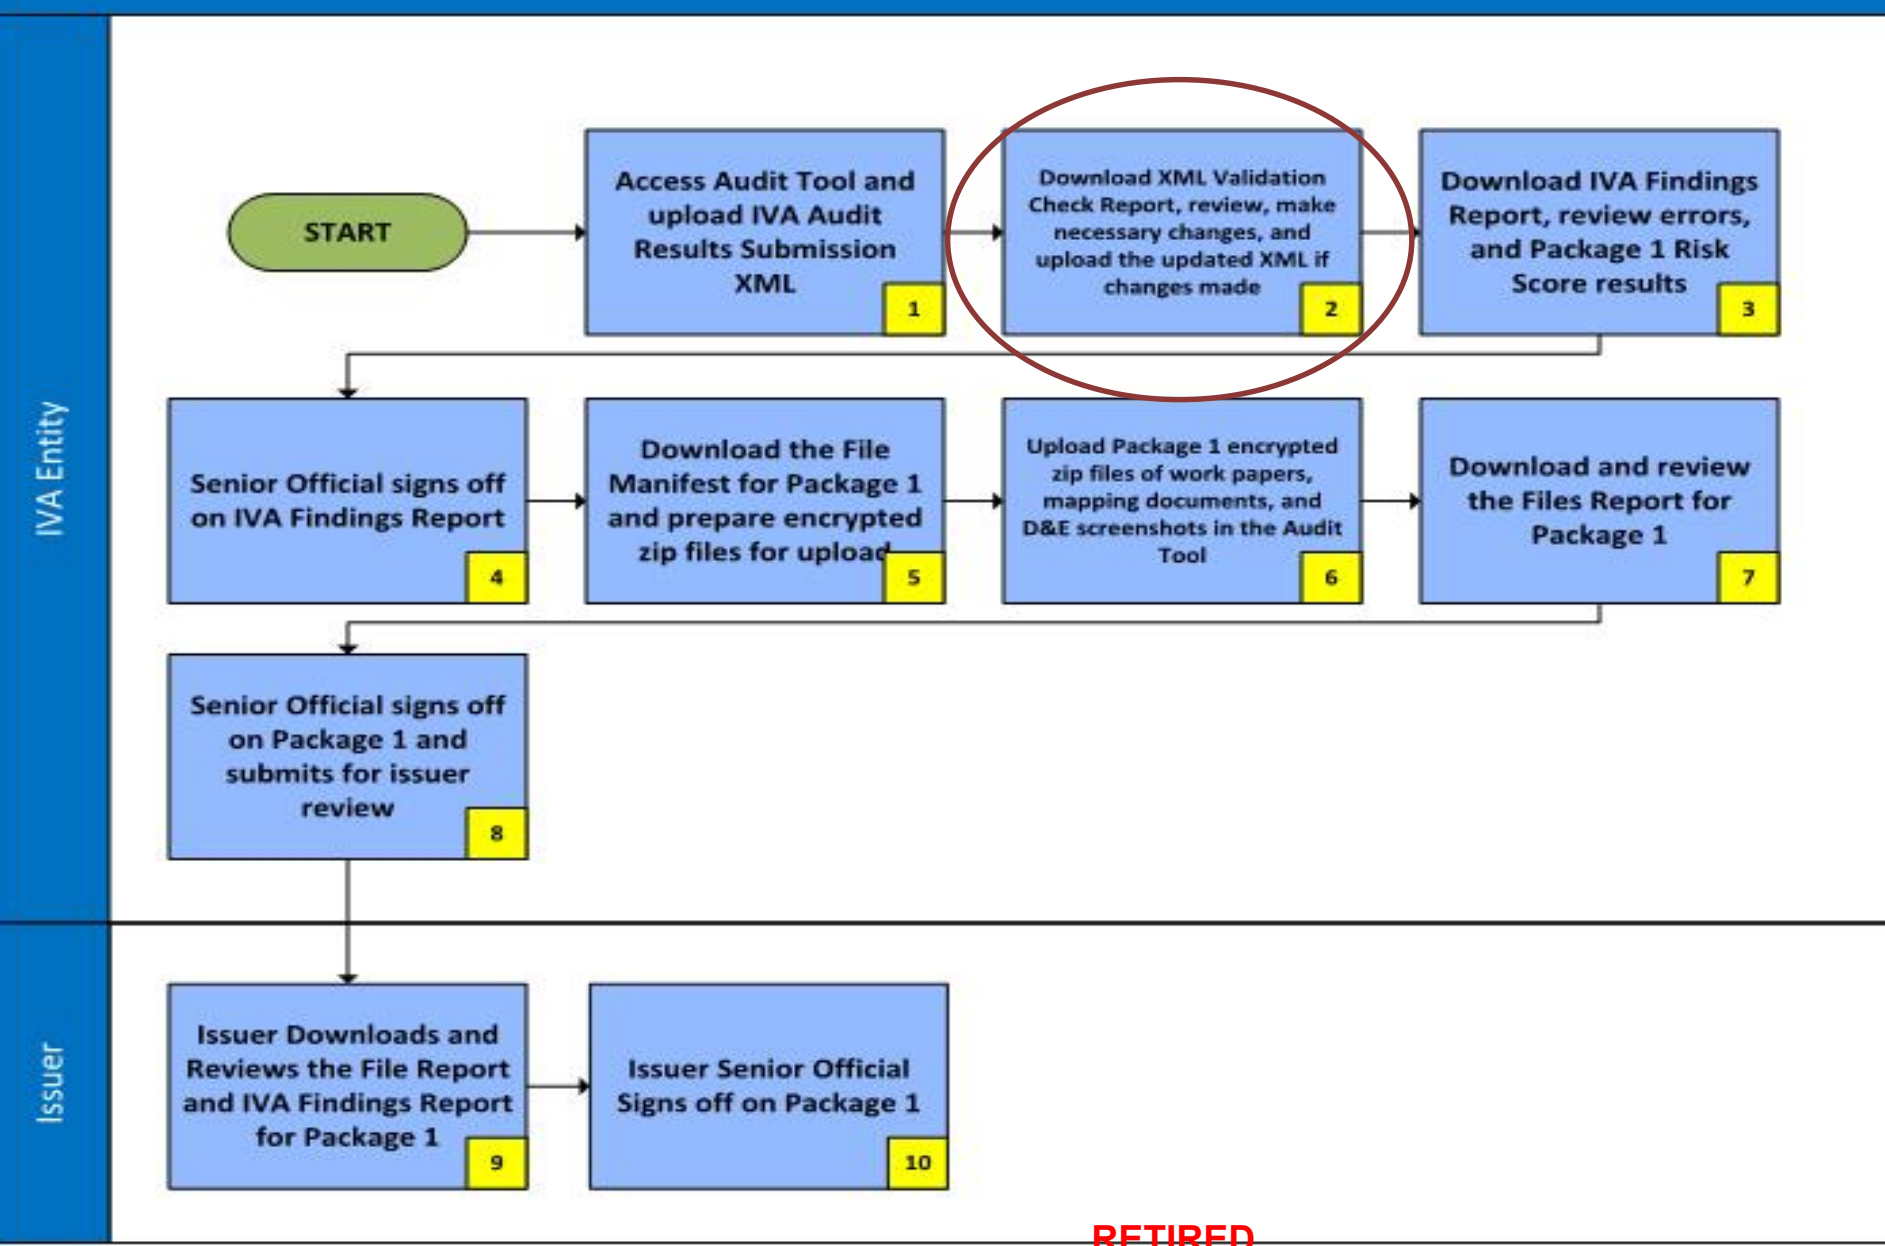 IVA Entity
START
Access Audit Tool and
upload IVA Audit
Results Submission
XML
1
Download XML Validation
Check Report, review, make
necessary changes, and
upload the updated XML if
changes made
2
Download IVA Findings
Report, review errors,
and Package 1 Risk
Score results
3
Senior Official signs off
on IVA Findings Report
4
Download the File
Manifest for Package 1
and prepare encrypted
zip files for upload
5
Upload Package 1 encrypted
zip files of work papers,
mapping documents, and
D&E screenshots in the Audit
Tool
6
Download and review
the Files Report for
Package 1
7
Senior Official signs off
on Package 1 and
submits for issuer
review
8
Issuer
Issuer Downloads and
Reviews the File Report
and IVA Findings Report
for Package 1
9
Issuer Senior Official
Signs off on Package 1
10
RETIRED